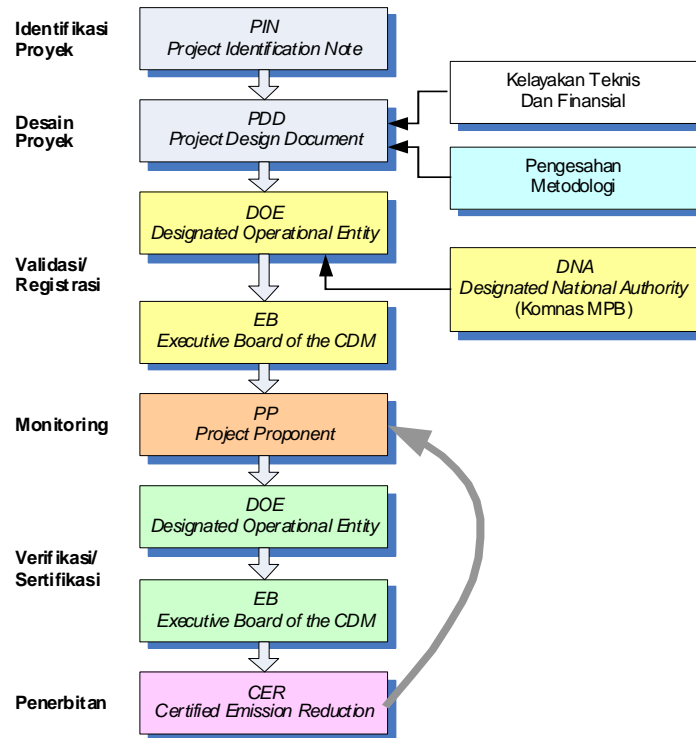 Identifikasi
Proyek
PIN
Project Identification Note
Desain
Proyek
PDD
Project Design Document
Kelayakan Teknis
Dan Finansial
Pengesahan
Metodologi
Validasi/
Registrasi
DOE
Designated Operational Entity
DNA
Designated National Authority
(Komnas MPB)
EB
Executive Board of the CDM
Monitoring
PP
Project Proponent
Verifikasi/
Sertifikasi
DOE
Designated Operational Entity
EB
Executive Board of the CDM
Penerbitan
CER
Certified Emission Reduction